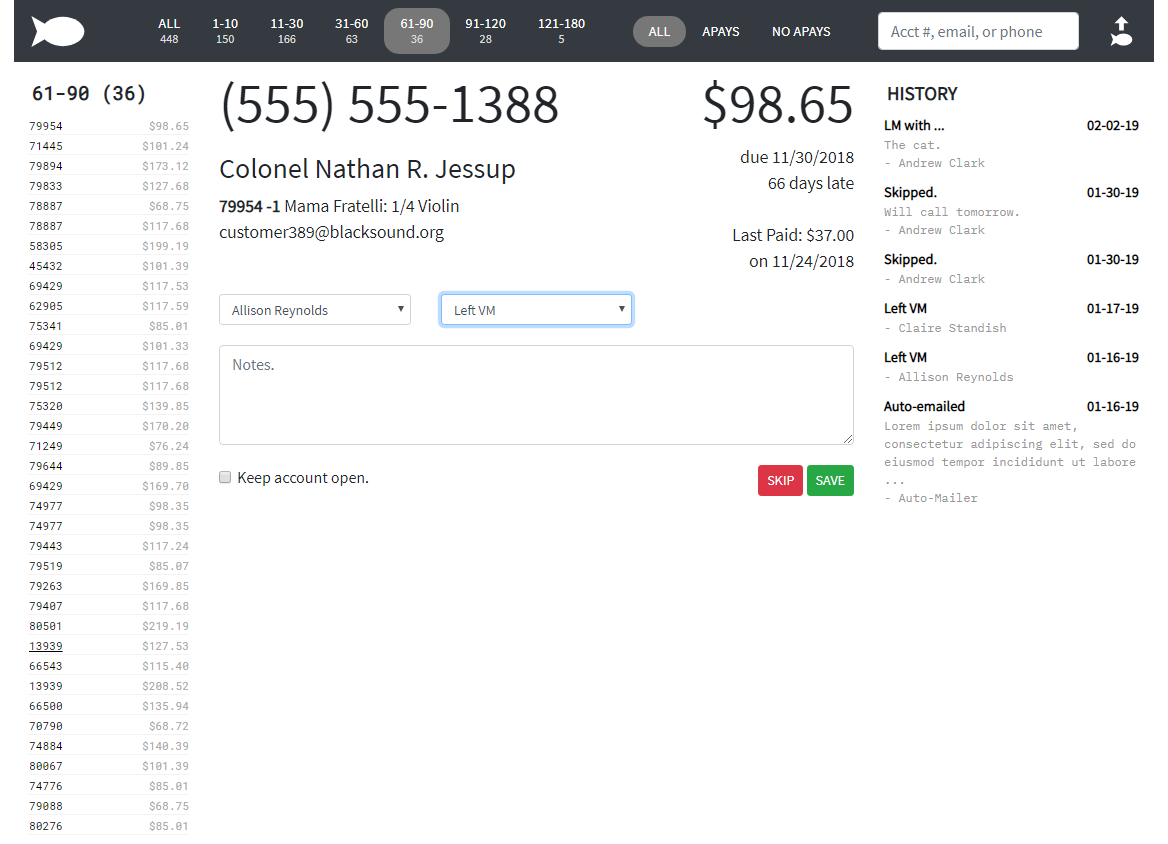 ALL 1-10 11-30 31-60 61-90 91-120 121-180 ALL APAYS NO APAYS Acct #, email, or phone
448 150 166 63 36 28 5
61-90 (36)
79954 $98.65
71445 $101.24
79894 $173.12
79833 $127.68
78887 $68.75
78887 $117.68
58305 $199.19
45432 $101.39
69429 $117.53
62905 $117.59
75341 $85.01
69429 $101.33
79512 $117.68
79512 $117.68
75320 $139.85
79449 $170.20
71249 $76.24
79644 $89.85
69429 $169.70
74977 $98.35
74977 $98.35
79443 $117.24
79519 $85.07
79263 $169.85
79407 $117.68
80501 $219.19
13939 $127.53
66543 $115.40
13939 $208.52
66500 $135.94
70790 $68.72
74884 $140.39
80067 $101.39
74776 $85.01
79088 $68.75
80276 $85.01
(555) 555-1388 $98.65
due 11/30/2018
Colonel Nathan R. Jessup
66 days late
79954 -1 Mama Fratelli: 1/4 Violin
customer389@blacksound.org
Last Paid: $37.00
on 11/24/2018
Allison Reynolds Left VM
Notes.
Keep account open. SKIP SAVE
HISTORY
LM with ... 02-02-19
The cat.
- Andrew Clark
Skipped. 01-30-19
Will call tomorrow.
- Andrew Clark
Skipped. 01-30-19
- Andrew Clark
Left VM 01-17-19
- Claire Standish
Left VM 01-16-19
- Allison Reynolds
Auto-emailed 01-16-19
Lorem ipsum dolor sit amet,
consectetur adipiscing elit, sed do
eiusmod tempor incididunt ut labore
...
- Auto-Mailer